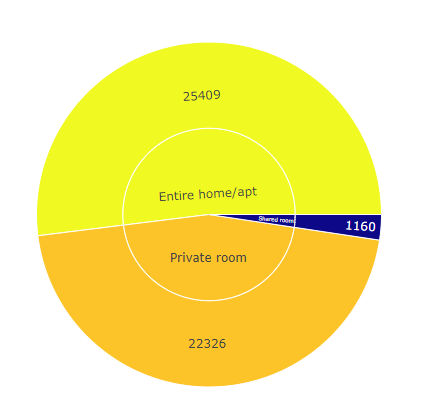 25409
Entire home/apt
Shared room
1160
Private room
22326